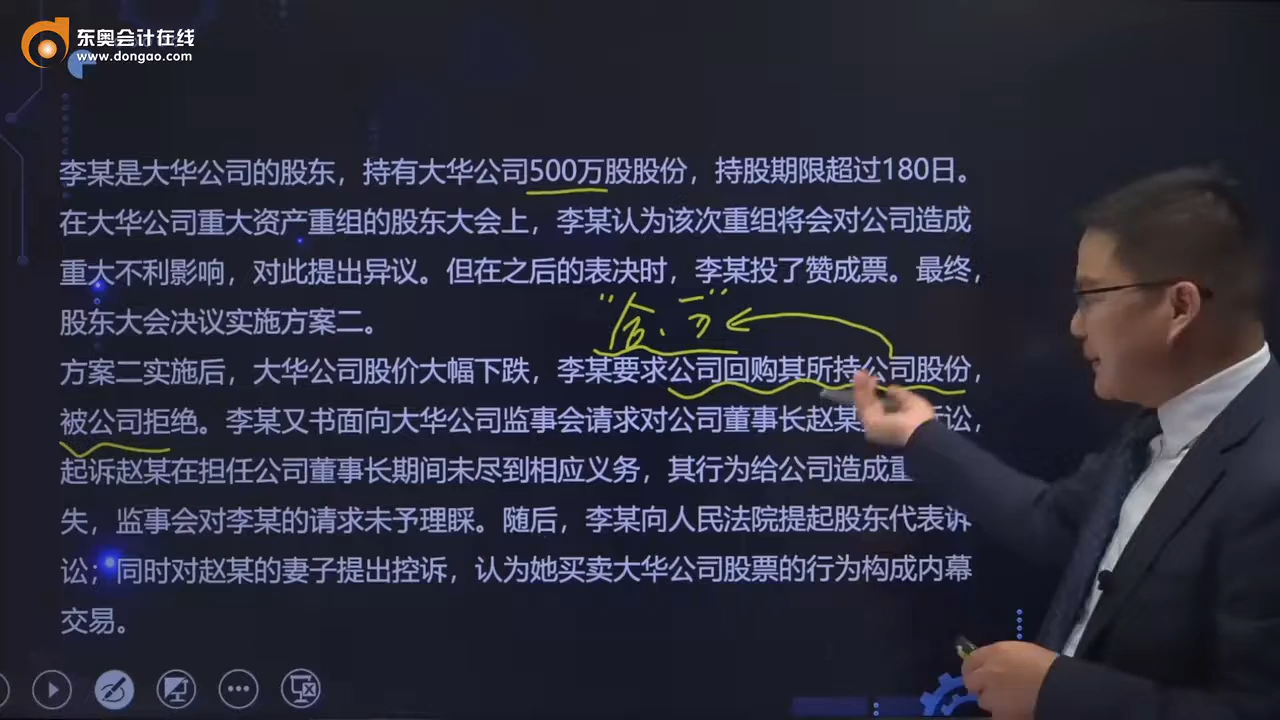 东奥会计在线
www.dongao.com
李某是大华公司的股东，持有大华公司500万股股份，持股期限超过180日。
在大华公司重大资产重组的股东大会上，李某认为该次重组将会对公司造成
重大不利影响，对此提出异议。但在之后的表决时，李某投了赞成票。最终，
股东大会决议实施方案二。
方案二实施后，大华公司股价大幅下跌，李某要求公司回购其所持公司股份，
被公司拒绝。李某又书面向大华公司监事会请求对公司董事长赵某
讼，
起诉赵某在担任公司董事长期间未尽到相应义务，其行为给公司造成重
失，监事会对李某的请求未予理睬。随后，李某向人民法院提起股东代表诉
讼；同时对赵某的妻子提出控诉，认为她买卖大华公司股票的行为构成内幕
交易。